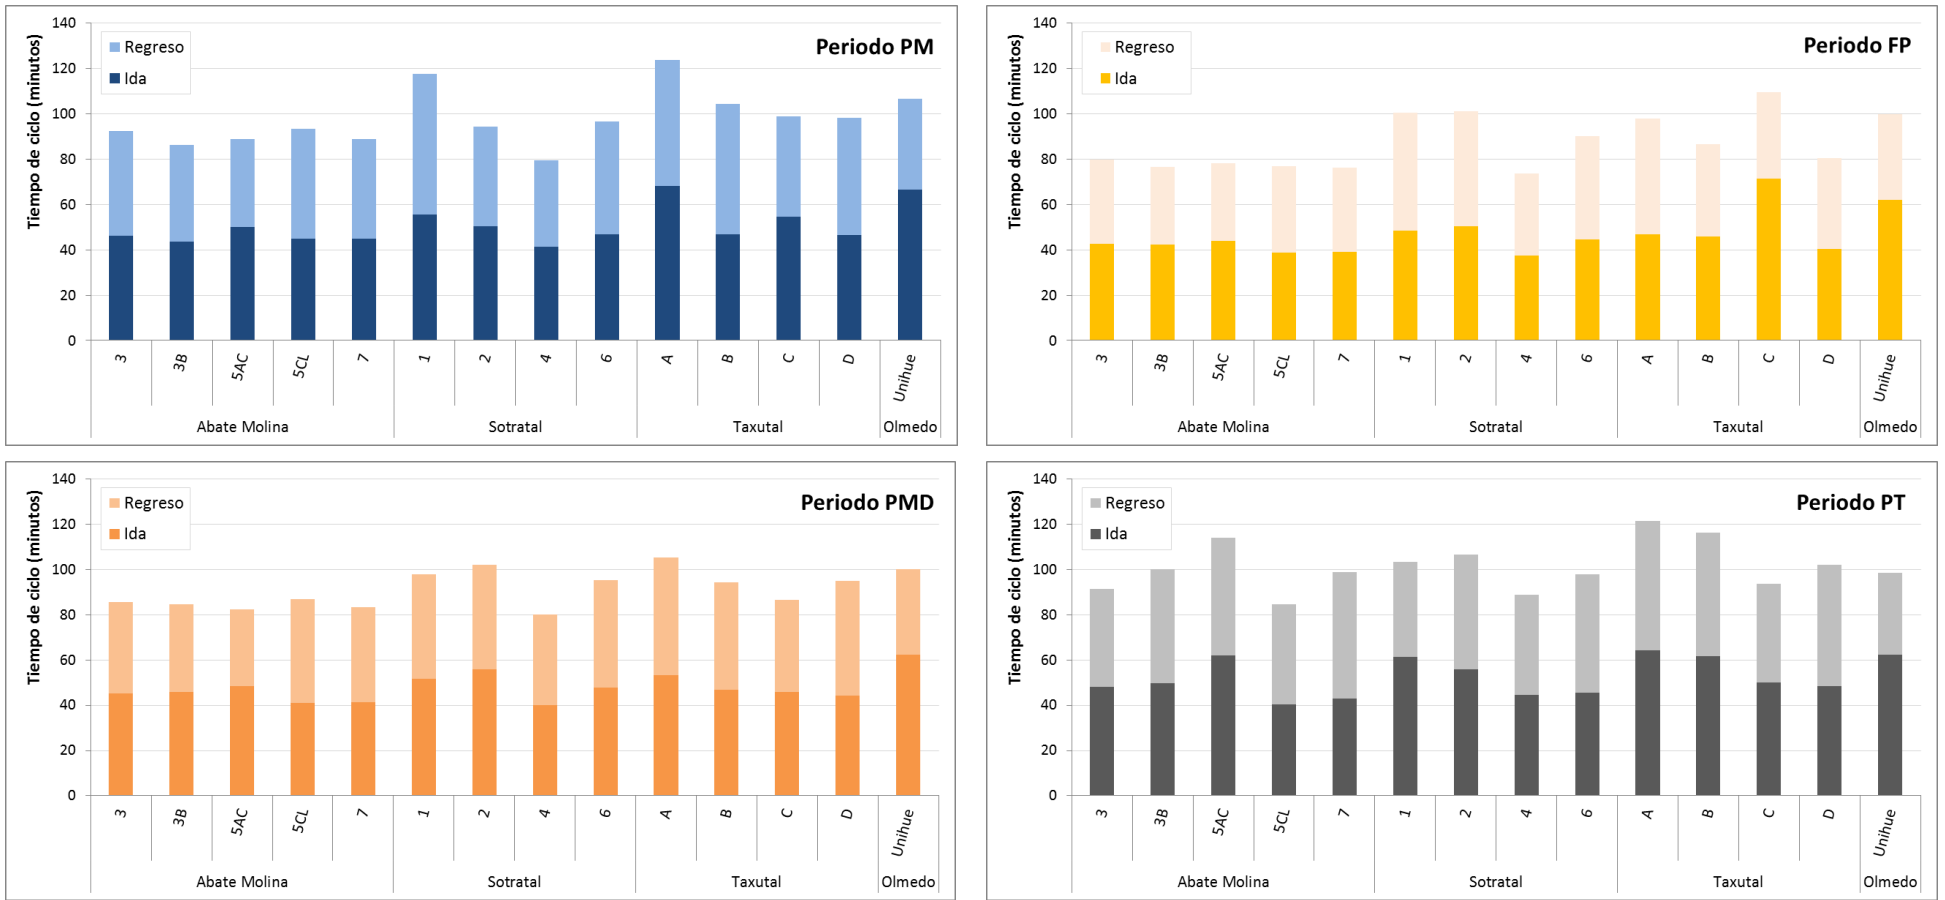 Periodo PM
Tiempo de ciclo (minutos)
Regreso
Ida
140
120
100
80
60
40
20
0
3 3B 5AC 5CL 7 1 2 4 6 A B C D Unihue
Abate Molina Sotratal Taxutal Olmedo
Periodo FP
Tiempo de ciclo (minutos)
Regreso
Ida
140
120
100
80
60
40
20
0
3 3B 5AC 5CL 7 1 2 4 6 A B C D Unihue
Abate Molina Sotratal Taxutal Olmedo
Periodo PMD
Tiempo de ciclo (minutos)
Regreso
Ida
140
120
100
80
60
40
20
0
3 3B 5AC 5CL 7 1 2 4 6 A B C D Unihue
Abate Molina Sotratal Taxutal Olmedo
Periodo PT
Tiempo de ciclo (minutos)
Regreso
Ida
140
120
100
80
60
40
20
0
3 3B 5AC 5CL 7 1 2 4 6 A B C D Unihue
Abate Molina Sotratal Taxutal Olmedo